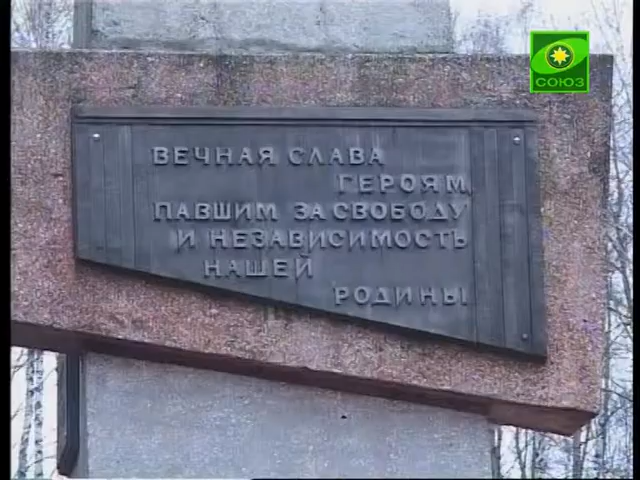 СОЮЗ
ВЕЧНАЯ СЛАВА
ГЕРОЯМ,
ПАВШИМ ЗА СВОБОДУ
И НЕЗАВИСИМОСТЬ
НАШЕЙ
РОДИНЫ